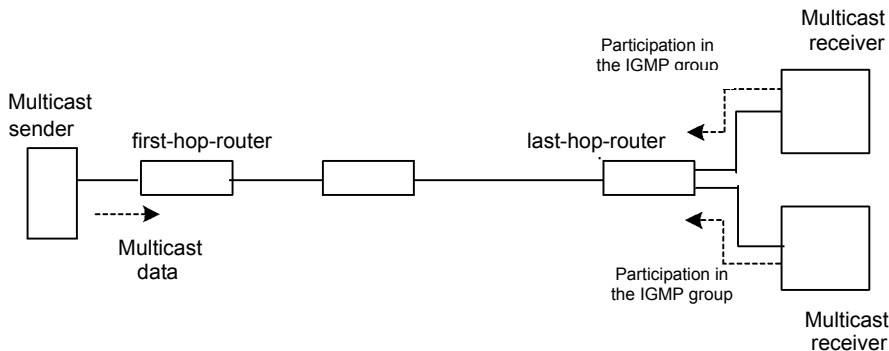 Multicast
receiver
Participation in
the IGMP group
Multicast
sender
first-hop-router
last-hop-router
Multicast
data
Participation in
the IGMP group
Multicast
receiver